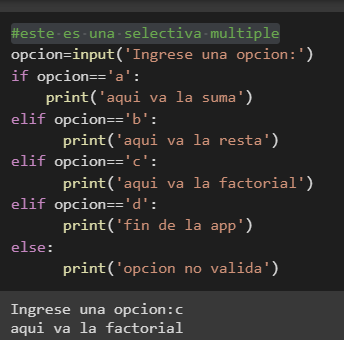 #este es una selectiva multiple
opcion=input('Ingrese una opcion:')
if opcion=='a':
    print('aqui va la suma')
elif opcion=='b':
      print('aqui va la resta')
elif opcion=='c':
      print('aqui va la factorial')
elif opcion=='d':
      print('fin de la app')
else:
      print('opcion no valida')
Ingrese una opcion:c
aqui va la factorial